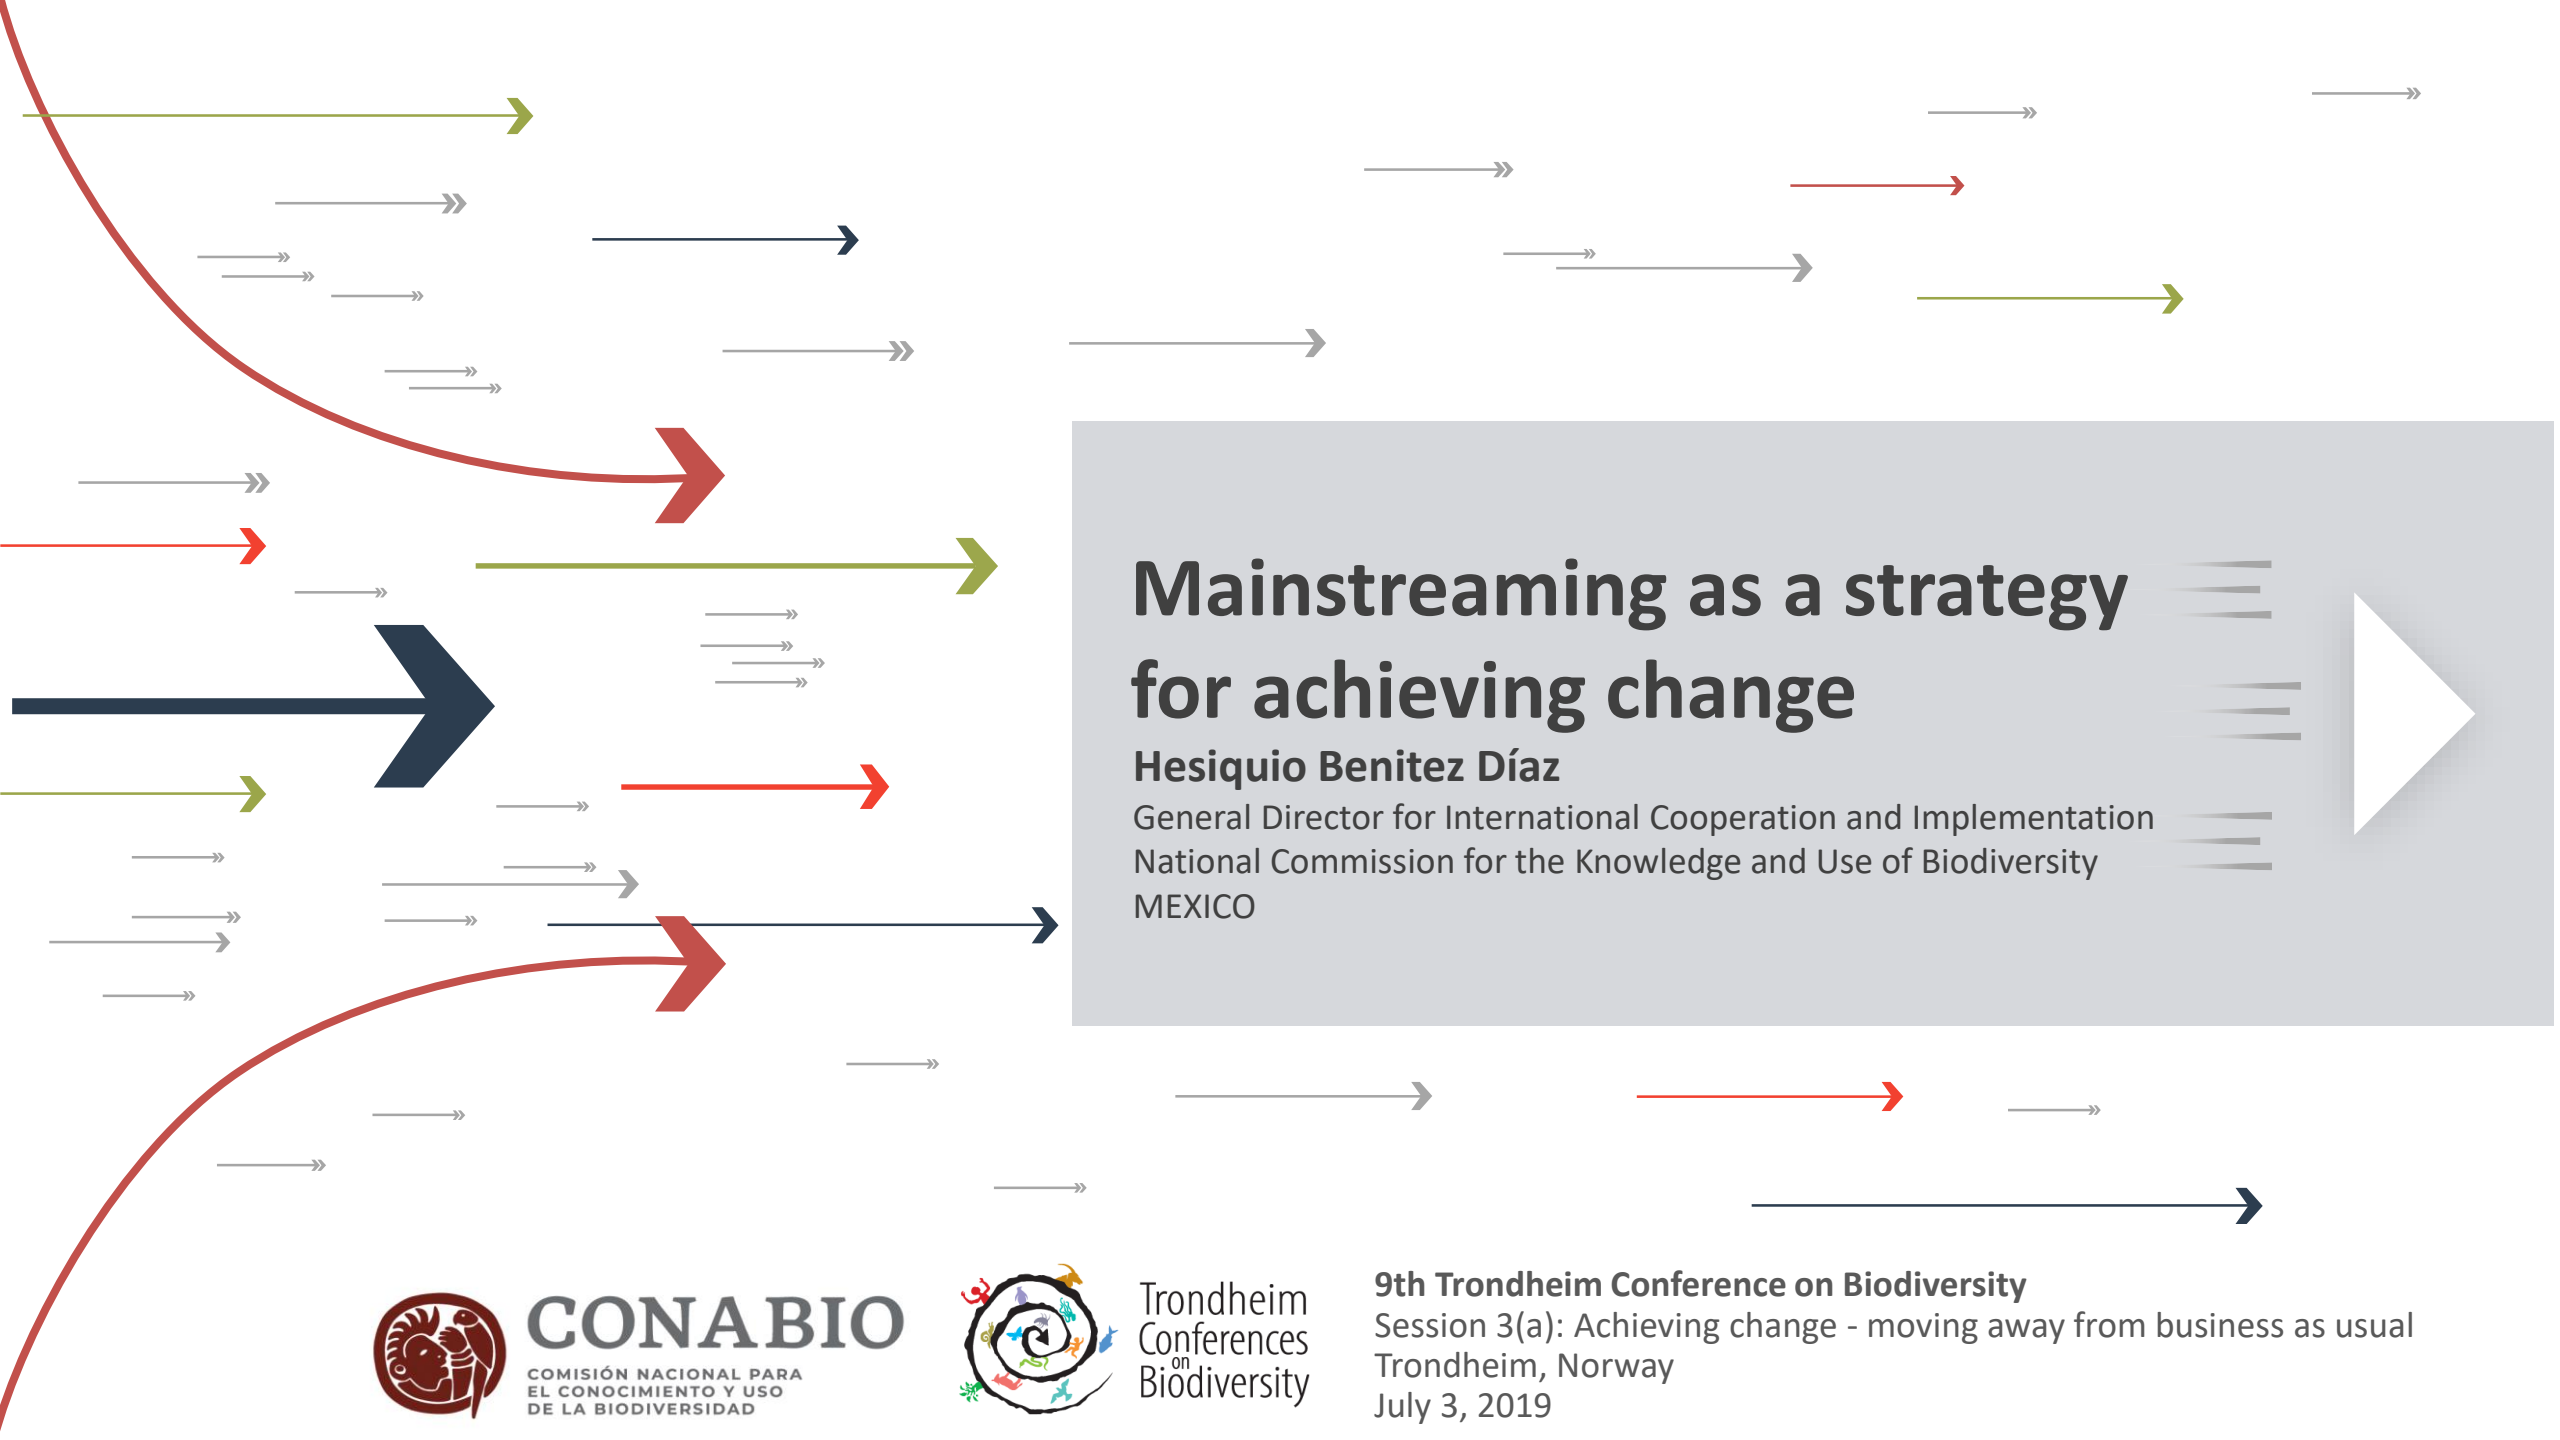 Mainstreaming as a strategy
for achieving change
Hesiquio Benitez Díaz
General Director for International Cooperation and Implementation
National Commission for the Knowledge and Use of Biodiversity
MEXICO
CONABIO
COMISIÓN NACIONAL PARA
EL CONOCIMIENTO Y USO
DE LA BIODIVERSIDAD
Trondheim
Conferences
on
Biodiversity
9th Trondheim Conference on Biodiversity
Session 3(a): Achieving change - moving away from business as usual
Trondheim, Norway
July 3, 2019